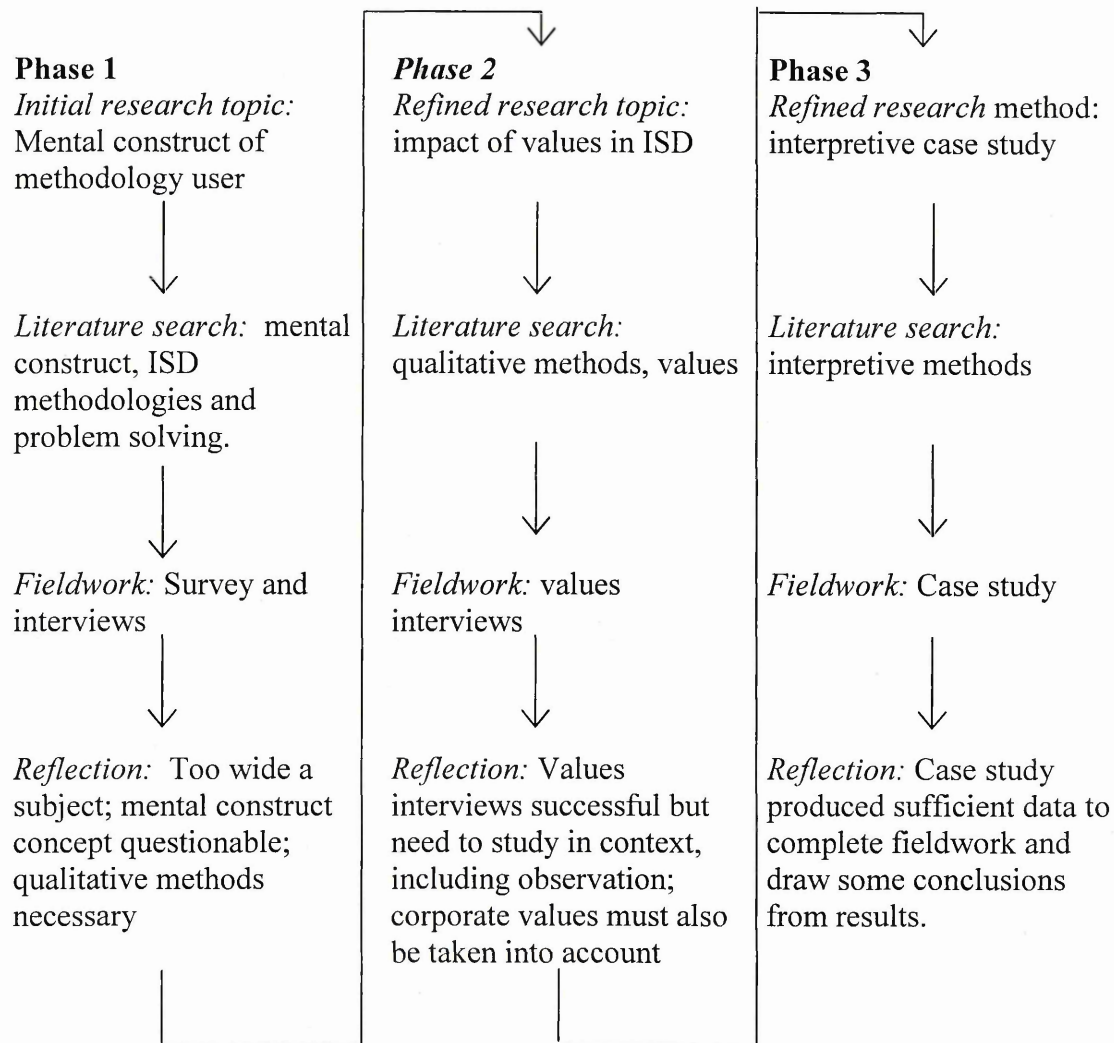 Phase 1
Initial research topic:
Mental construct of
methodology user
Literature search: mental
construct, ISD
methodologies and
problem solving.
Fieldwork: Survey and
interviews
Reflection: Too wide a
subject; mental construct
concept questionable;
qualitative methods
necessary
Phase 2
Refined research topic:
impact of values in ISD
Literature search:
qualitative methods, values
Fieldwork: values
interviews
Reflection: Values
interviews successful but
need to study in context,
including observation;
corporate values must also
be taken into account
Phase 3
Refined research method:
interpretive case study
Literature search:
interpretive methods
Fieldwork: Case study
Reflection: Case study
produced sufficient data to
complete fieldwork and
draw some conclusions
from results.